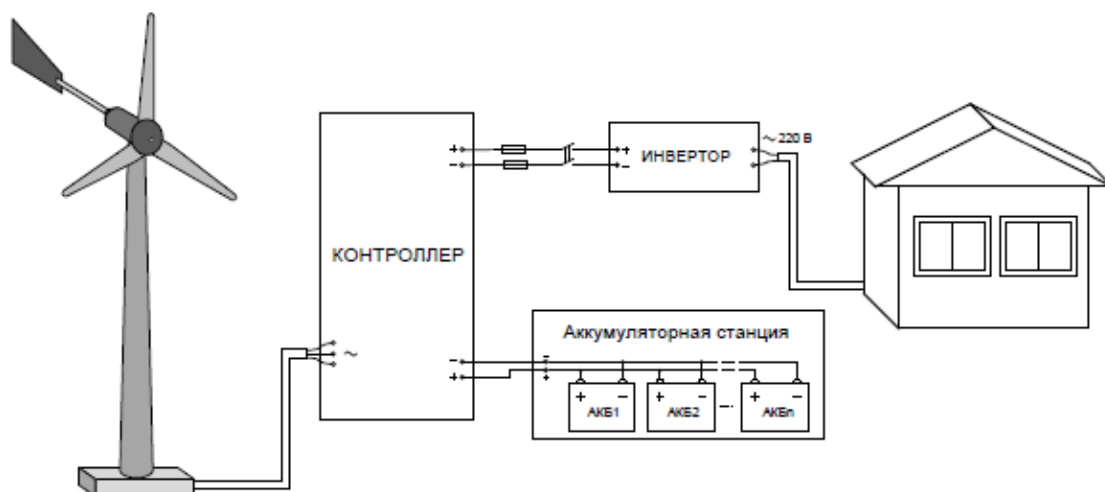 ~ 220 В
+ +
ИНВЕРТОР
− −
КОНТРОЛЛЕР
Аккумуляторная станция
~
− −
+ +
+ − + − + −
АКБ1 АКБ2 ... АКБn